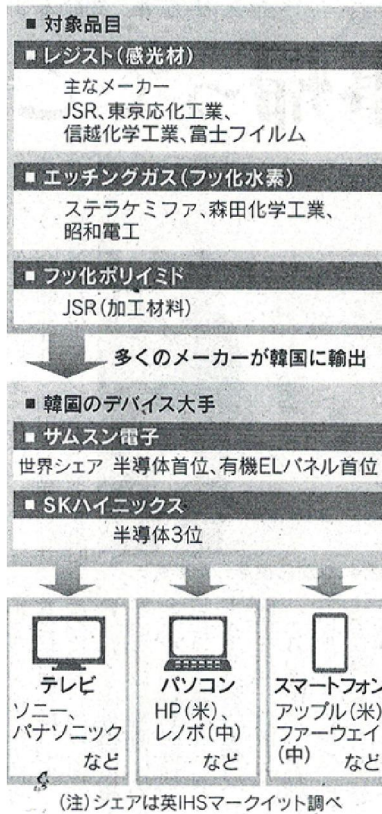 ■ 対象品目
■ レジスト(感光材)
主なメーカー
JSR、東京応化工業、
信越化学工業、富士フイルム
■ エッチングガス(フッ化水素)
ステラケミファ、森田化学工業、
昭和電工
■ フッ化ポリイミド
JSR(加工材料)
多くのメーカーが韓国に輸出
■ 韓国のデバイス大手
■ サムスン電子
世界シェア 半導体首位、有機ELパネル首位
■ SKハイニックス
半導体3位
テレビ
ソニー、
パナソニック
など
パソコン
HP(米)、
レノボ(中)
など
スマートフォン
アップル(米)
ファーウェイ
(中) など
(注)シェアは英IHSマークイット調べ